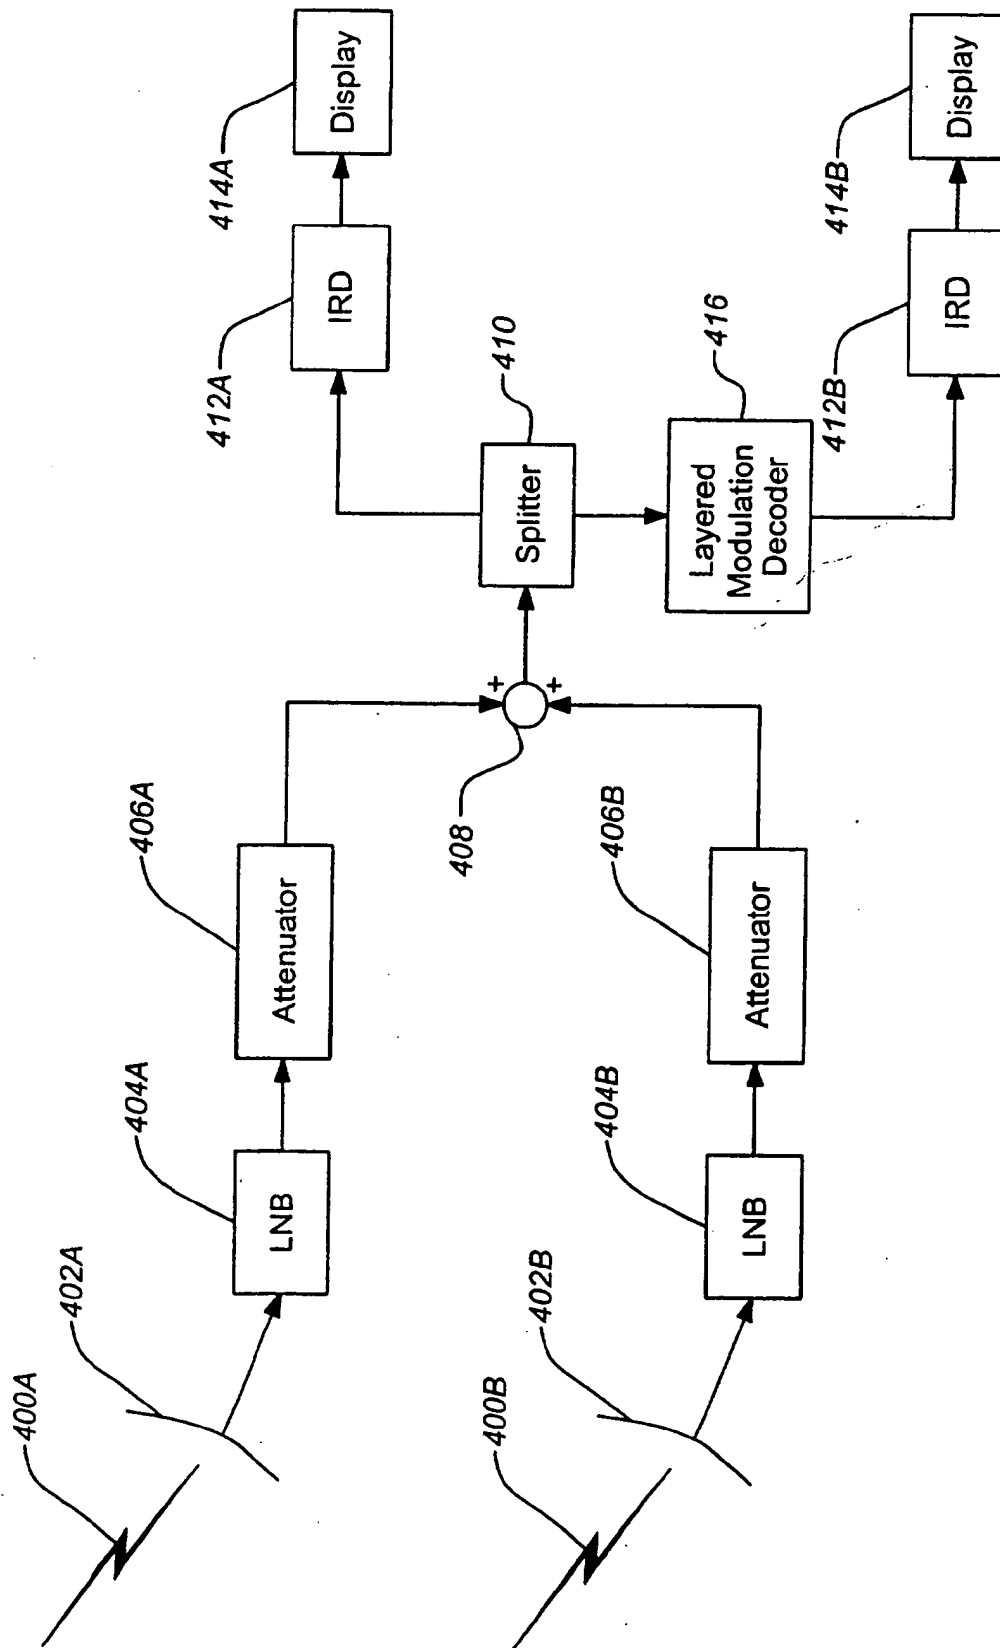 400A
402A
404A
LNB
406A
Attenuator
400B
402B
404B
LNB
406B
Attenuator
408
+
+
Splitter
410
412A
IRD
414A
Display
Layered
Modulation
Decoder
416
412B
IRD
414B
Display